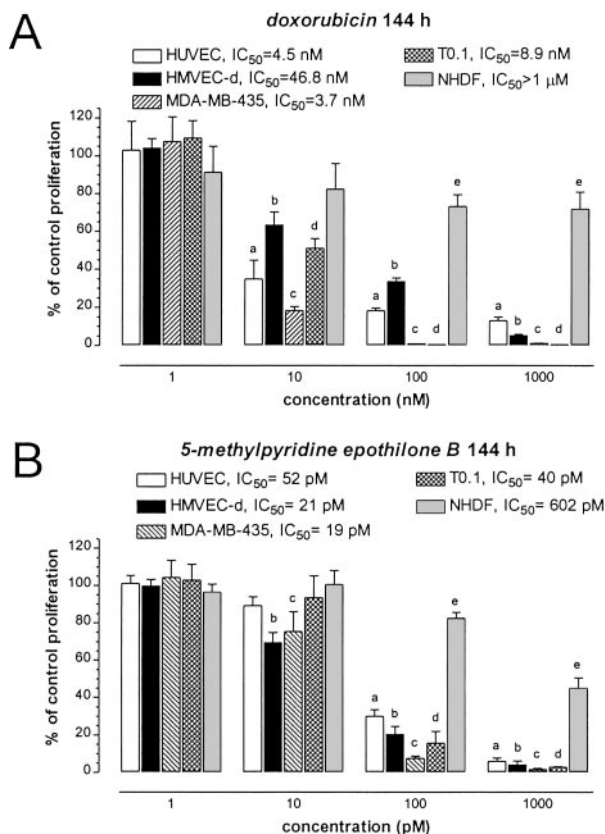 A
doxorubicin 144 h
HUVEC, IC50=4.5 nM
T0.1, IC50=8.9 nM
HMVEC-d, IC50=46.8 nM
NHDF, IC50>1 μM
MDA-MB-435, IC50=3.7 nM
% of control proliferation
120
100
80
60
40
20
0
a b c d
a b c d e
a b c d e
1 10 100 1000
concentration (nM)
B
5-methylpyridine epothilone B 144 h
HUVEC, IC50= 52 pM
T0.1, IC50= 40 pM
HMVEC-d, IC50= 21 pM
NHDF, IC50= 602 pM
MDA-MB-435, IC50= 19 pM
% of control proliferation
120
100
80
60
40
20
0
b c
a b c d e
a b c d e
1 10 100 1000
concentration (pM)